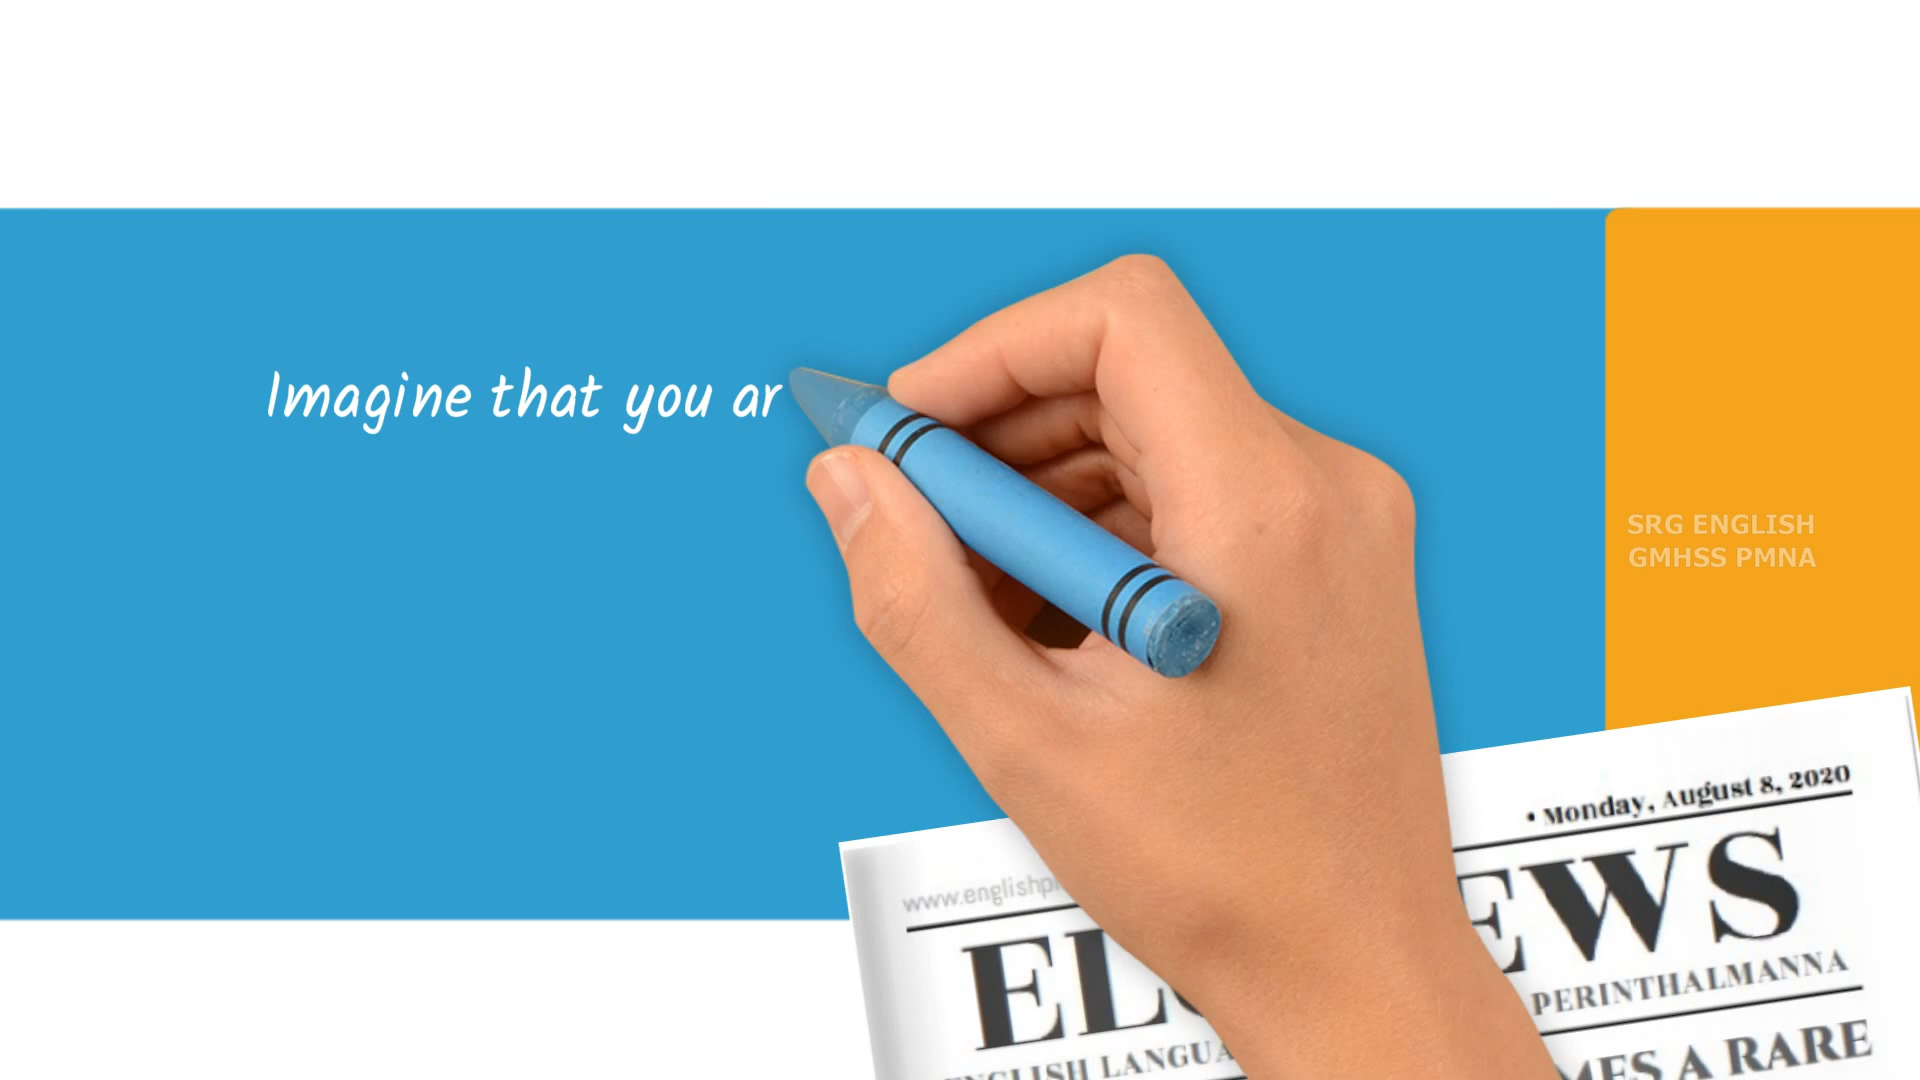 Imagine that you ar
SRG ENGLISH
GMHSS PMNA
• Monday, August 8, 2020
EWS
PERINTHALMANNA
A RARE